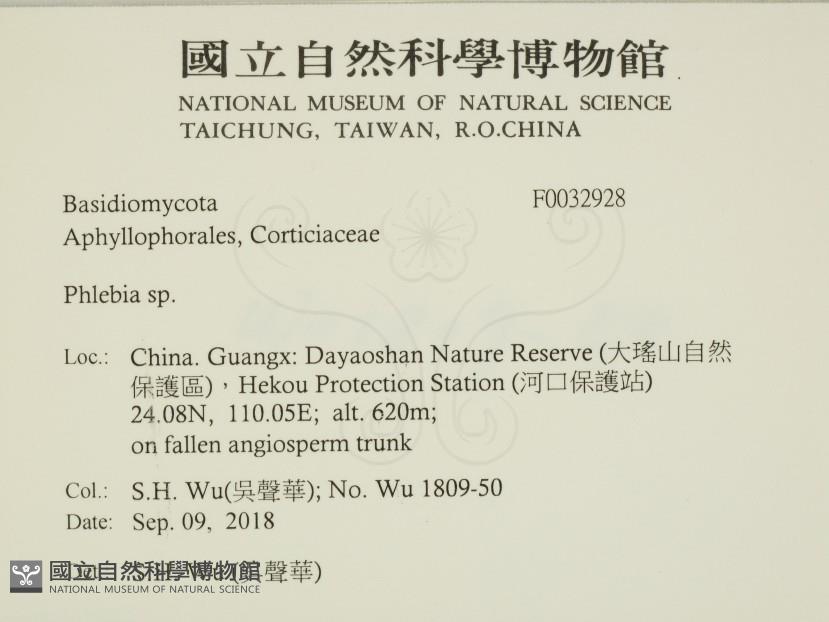 國立自然科學博物館
NATIONAL MUSEUM OF NATURAL SCIENCE
TAICHUNG, TAIWAN, R.O.CHINA
Basidiomycota F0032928
Aphyllophorales, Corticiaceae
Phlebia sp.
Loc.: China. Guangx: Dayaoshan Nature Reserve (大瑤山自然
保護區)，Hekou Protection Station (河口保護站)
24.08N, 110.05E; alt. 620m;
on fallen angiosperm trunk
Col.: S.H. Wu(吳聲華); No. Wu 1809-50
Date: Sep. 09, 2018
(吳聲華)
國立自然科學博物館
NATIONAL MUSEUM OF NATURAL SCIENCE